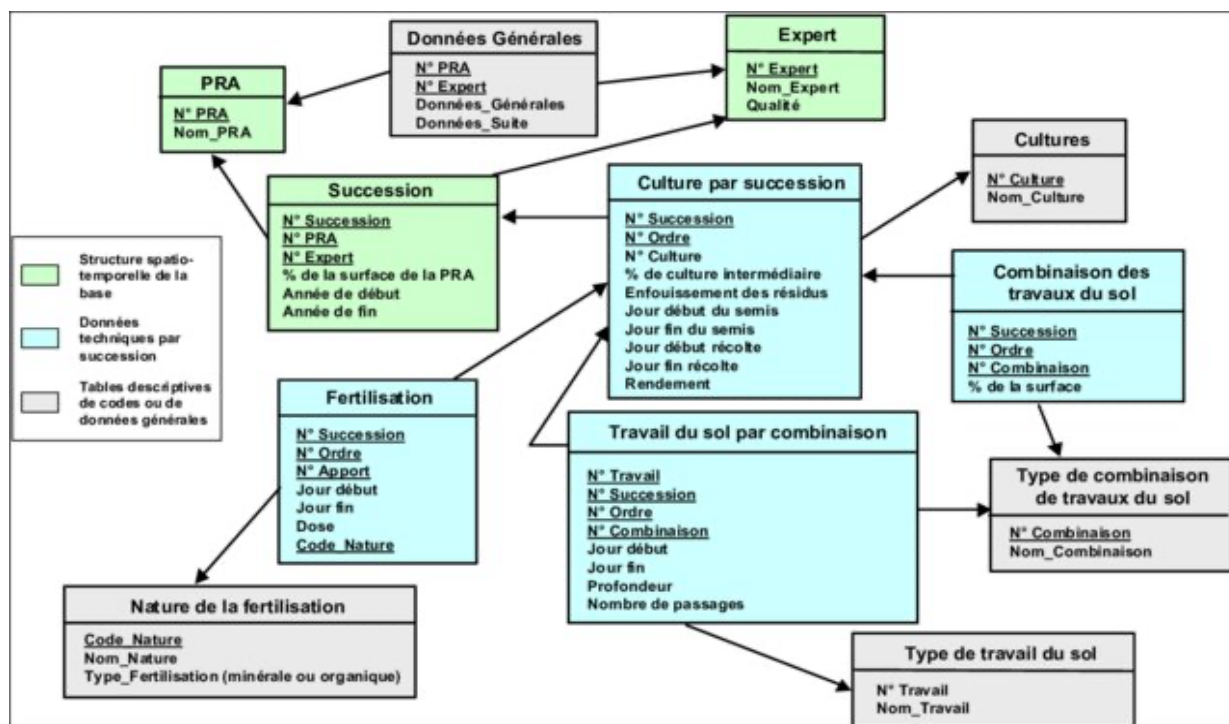 Données Générales
N° PRA
N° Expert
Données_Générales
Données_Suite
Expert
N° Expert
Nom_Expert
Qualité
PRA
N° PRA
Nom_PRA
Cultures
N° Culture
Nom_Culture
Succession
N° Succession
N° PRA
N° Expert
% de la surface de la PRA
Année de début
Année de fin
Culture par succession
N° Succession
N° Ordre
N° Culture
% de culture intermédiaire
Enfouissement des résidus
Jour début du semis
Jour fin du semis
Jour début récolte
Jour fin récolte
Rendement
Structure spatio-
temporelle de la
base
Données
techniques par
succession
Tables descriptives
de codes ou de
données générales
Combinaison des
travaux du sol
N° Succession
N° Ordre
N° Combinaison
% de la surface
Fertilisation
N° Succession
N° Ordre
N° Apport
Jour début
Jour fin
Dose
Code_Nature
Travail du sol par combinaison
N° Travail
N° Succession
N° Ordre
N° Combinaison
Jour début
Jour fin
Profondeur
Nombre de passages
Type de combinaison
de travaux du sol
N° Combinaison
Nom_Combinaison
Nature de la fertilisation
Code_Nature
Nom_Nature
Type_Fertilisation (minérale ou organique)
Type de travail du sol
N° Travail
Nom_Travail